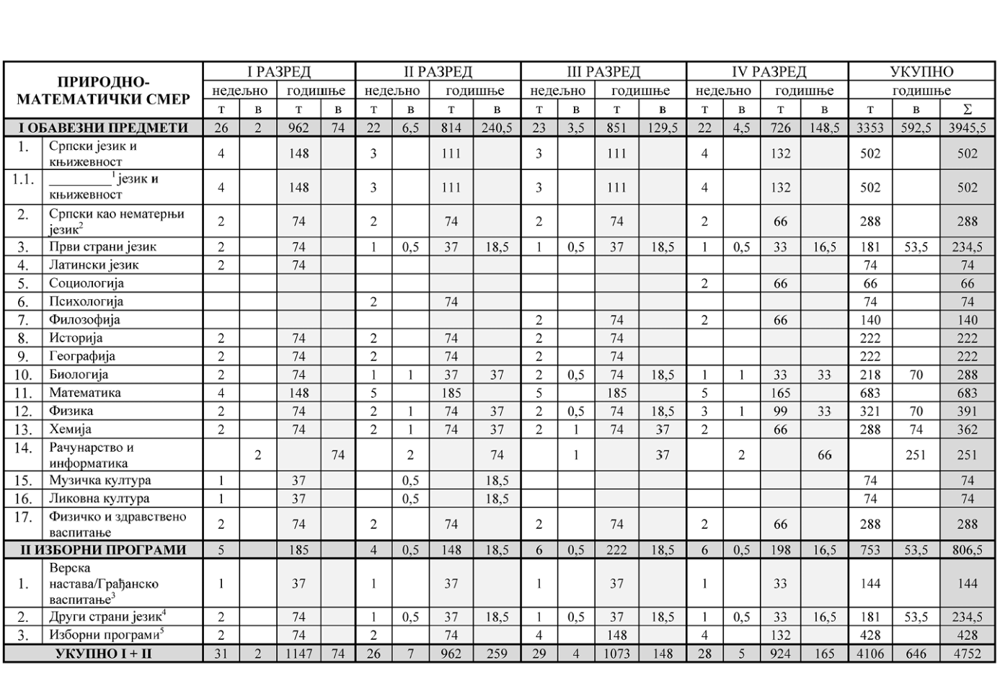 ПРИРОДНО-
МАТЕМАТИЧКИ СМЕР
I РАЗРЕД II РАЗРЕД III РАЗРЕД IV РАЗРЕД УКУПНО
недељно годишње недељно годишње недељно годишње недељно годишње годишње
т в т в т в т в т в т в т в т в т в Σ
I ОБАВЕЗНИ ПРЕДМЕТИ 26 2 962 74 22 6,5 814 240,5 23 3,5 851 129,5 22 4,5 726 148,5 3353 592,5 3945,5
1. Српски језик и
књижевност 4 148 3 111 3 111 4 132 502 502
1.1. __________¹ језик и
књижевност 4 148 3 111 3 111 4 132 502 502
2. Српски као нематерњи
језик² 2 74 2 74 2 74 2 66 288 288
3. Први страни језик 2 74 1 0,5 37 18,5 1 0,5 37 18,5 1 0,5 33 16,5 181 53,5 234,5
4. Латински језик 2 74 74 74
5. Социологија 2 66 66 66
6. Психологија 2 74 74 74
7. Филозофија 2 74 2 66 140 140
8. Историја 2 74 2 74 2 74 222 222
9. Географија 2 74 2 74 2 74 222 222
10. Биологија 2 74 1 1 37 37 2 0,5 74 18,5 1 1 33 33 218 70 288
11. Математика 4 148 5 185 5 185 5 165 683 683
12. Физика 2 74 2 1 74 37 2 0,5 74 18,5 3 1 99 33 321 70 391
13. Хемија 2 74 2 1 74 37 2 1 74 37 2 66 288 74 362
14. Рачунарство и
информатика 2 74 2 74 1 37 2 66 251 251
15. Музичка култура 1 37 0,5 18,5 74 74
16. Ликовна култура 1 37 0,5 18,5 74 74
17. Физичко и здравствено
васпитање 2 74 2 74 2 74 2 66 288 288
II ИЗБОРНИ ПРОГРАМИ 5 185 4 0,5 148 18,5 6 0,5 222 18,5 6 0,5 198 16,5 753 53,5 806,5
1. Верска
настава/Грађанско
васпитање³ 1 37 1 37 1 37 1 33 144 144
2. Други страни језик⁴ 2 74 1 0,5 37 18,5 1 0,5 37 18,5 1 0,5 33 16,5 181 53,5 234,5
3. Изборни програми⁵ 2 74 2 74 4 148 4 132 428 428
УКУПНО I + II 31 2 1147 74 26 7 962 259 29 4 1073 148 28 5 924 165 4106 646 4752